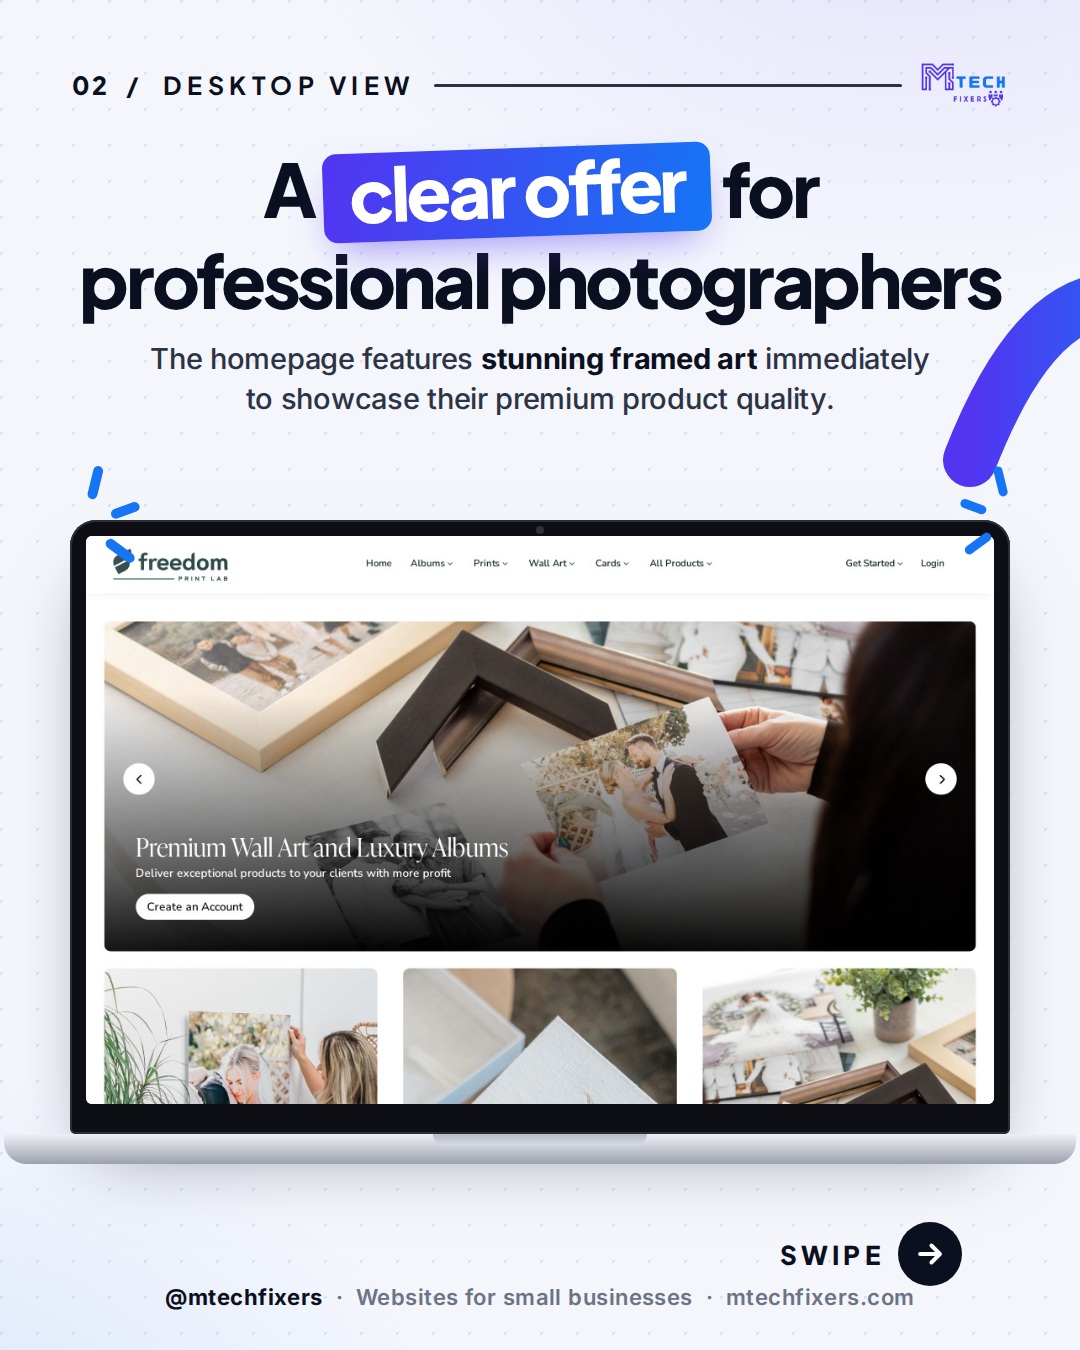 02 / DESKTOP VIEW
MTECH
FIXERS
A clear offer for
professional photographers
The homepage features stunning framed art immediately
to showcase their premium product quality.
freedom
PRINT LAB
Home Albums Prints Wall Art Cards All Products Get Started Login
Premium Wall Art and Luxury Albums
Deliver exceptional products to your clients with more profit
Create an Account
SWIPE
@mtechfixers · Websites for small businesses · mtechfixers.com